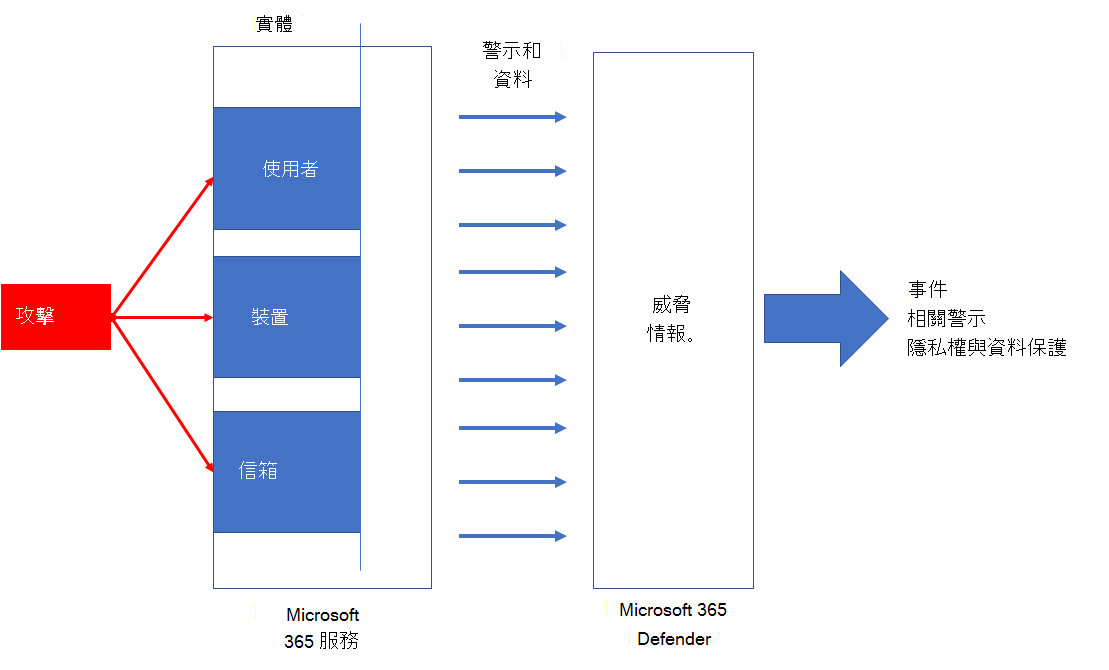 實體
警示和
資料
使用者
裝置
信箱
攻擊
威脅
情報。
事件
相關警示
隱私權與資料保護
Microsoft
365 服務
Microsoft 365
Defender